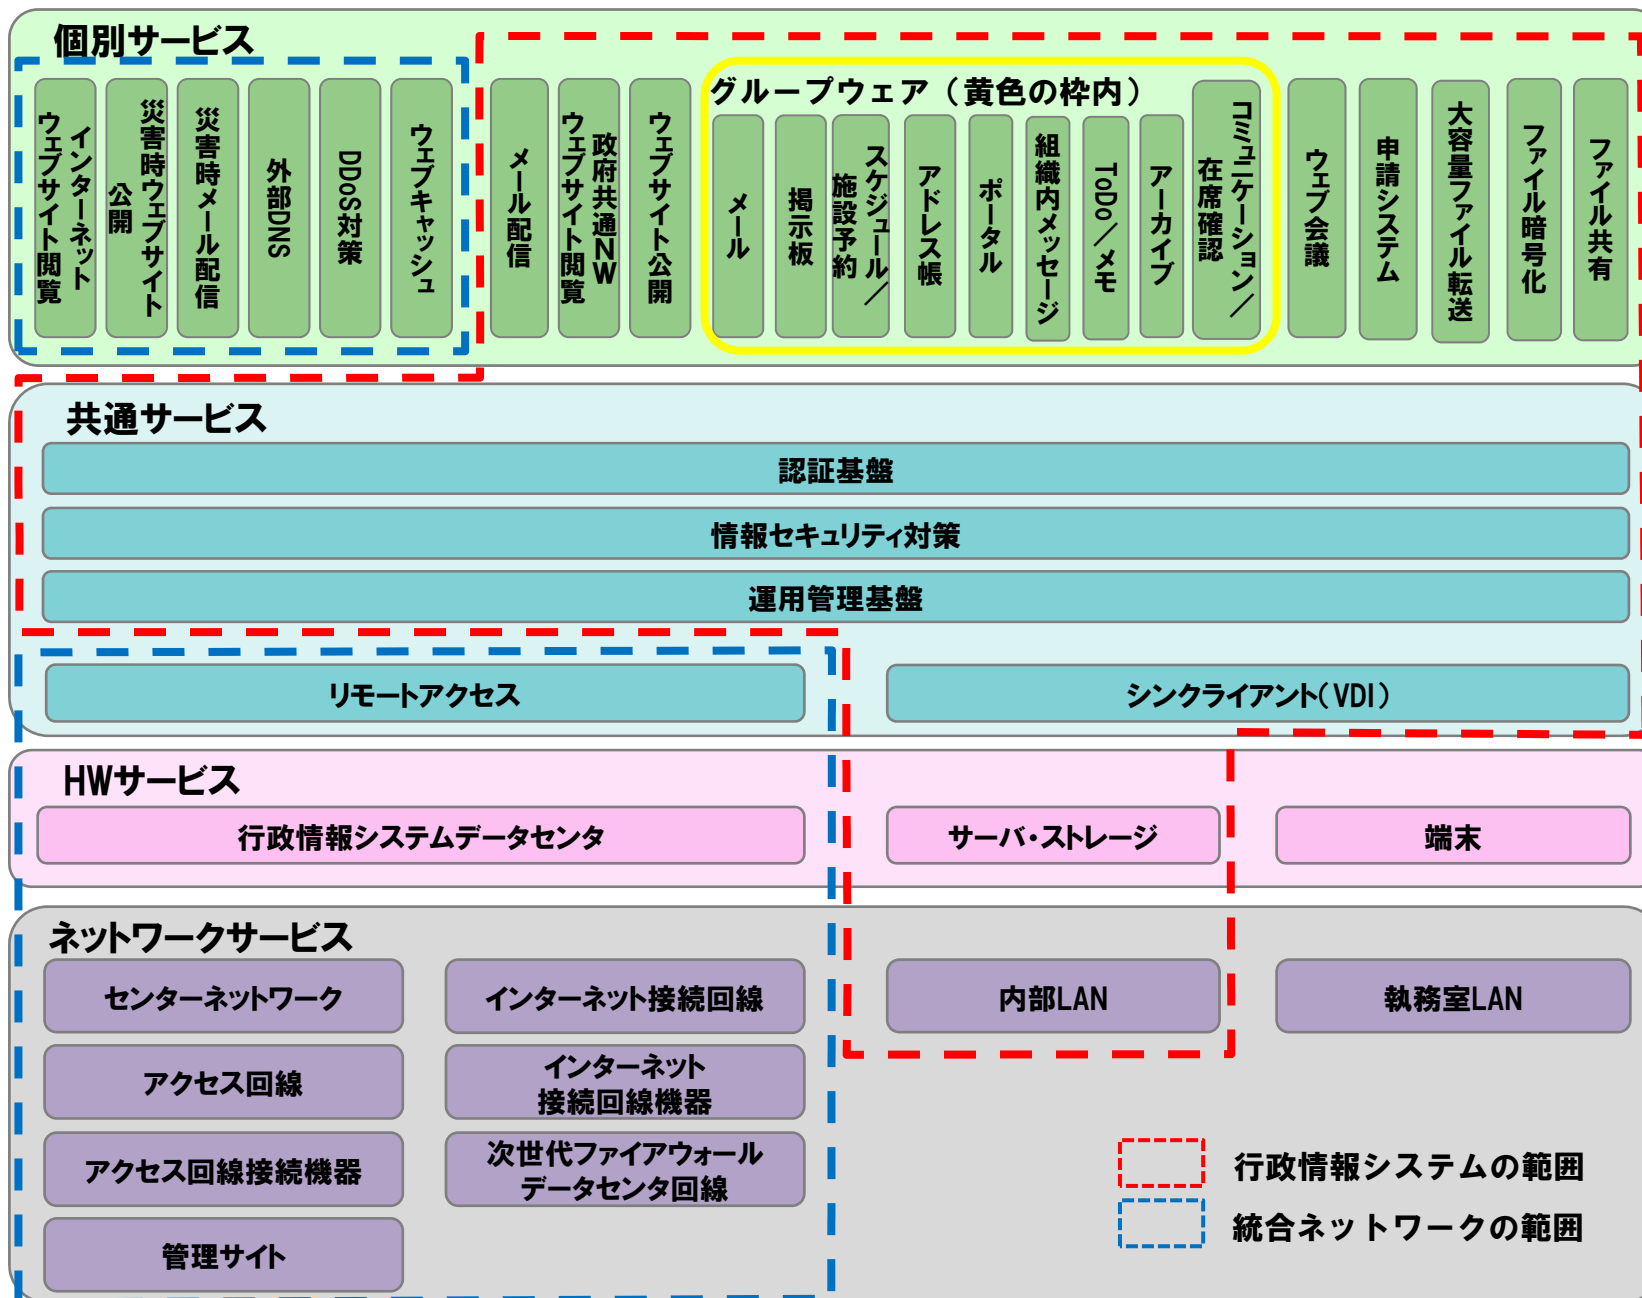 個別サービス
インターネット
ウェブサイト閲覧
災害時ウェブサイト
公開
災害時メール配信
外部DNS
DDoS対策
ウェブキャッシュ
メール配信
政府共通NW
ウェブサイト閲覧
ウェブサイト公開
グループウェア（黄色の枠内）
メール
掲示板
スケジュール／
施設予約
アドレス帳
ポータル
組織内メッセージ
ToDo／メモ
アーカイブ
コミュニケーション／
在席確認
ウェブ会議
申請システム
大容量ファイル転送
ファイル暗号化
ファイル共有
共通サービス
認証基盤
情報セキュリティ対策
運用管理基盤
リモートアクセス
シンクライアント(VDI)
HWサービス
行政情報システムデータセンタ
サーバ・ストレージ
端末
ネットワークサービス
センターネットワーク
インターネット接続回線
内部LAN
執務室LAN
アクセス回線
インターネット
接続回線機器
アクセス回線接続機器
次世代ファイアウォール
データセンタ回線
管理サイト
行政情報システムの範囲
統合ネットワークの範囲